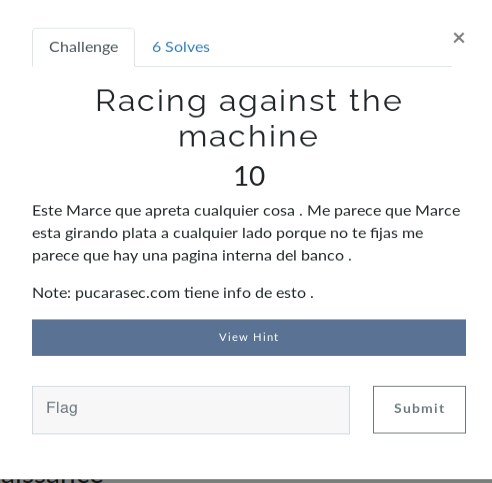 ×
Challenge
6 Solves
Racing against the
machine
10
Este Marce que apreta cualquier cosa . Me parece que Marce
esta girando plata a cualquier lado porque no te fijas me
parece que hay una pagina interna del banco .
Note: pucarasec.com tiene info de esto .
View Hint
Flag
Submit